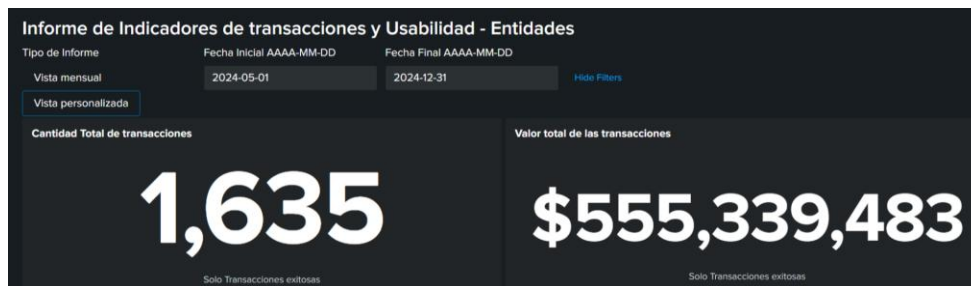 Informe de Indicadores de transacciones y Usabilidad - Entidades
Tipo de Informe
Fecha Inicial AAAA-MM-DD
Fecha Final AAAA-MM-DD
Vista mensual
2024-05-01
2024-12-31
Hide Filters
Vista personalizada
Cantidad Total de transacciones
1,635
Solo Transacciones exitosas
Valor total de las transacciones
$555,339,483
Solo Transacciones exitosas